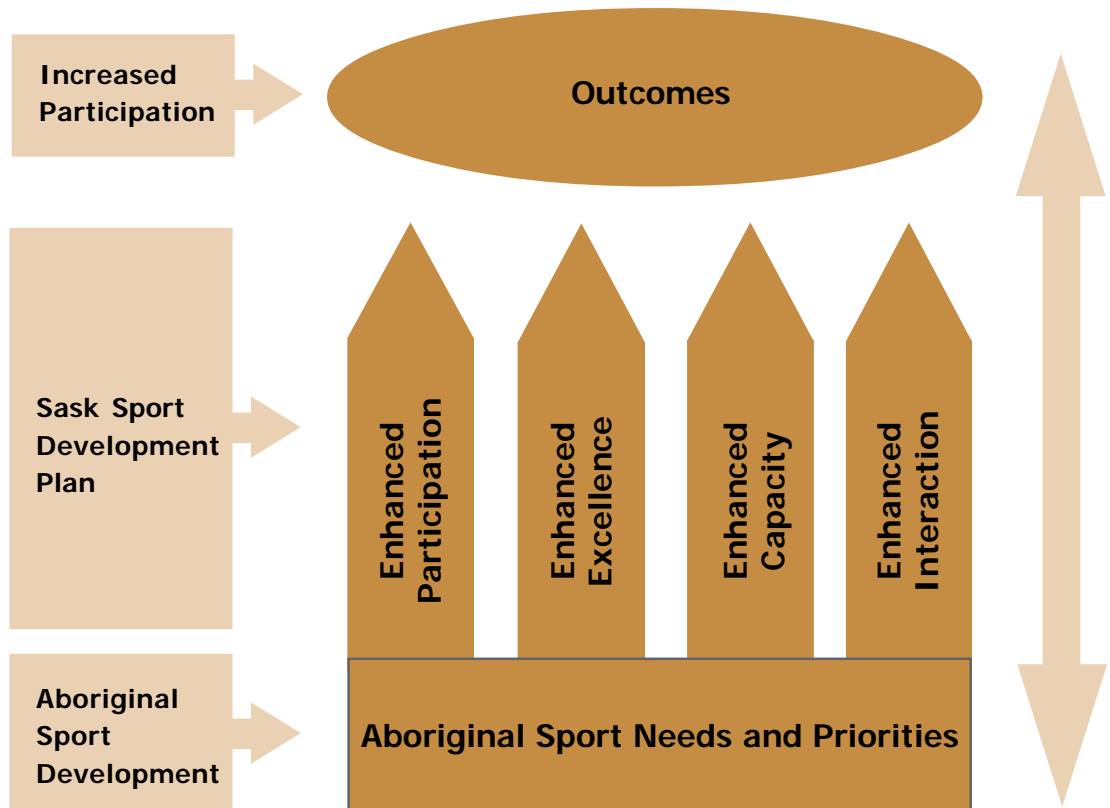 Increased
Participation
Outcomes
Sask Sport
Development
Plan
Enhanced
Participation
Enhanced
Excellence
Enhanced
Capacity
Enhanced
Interaction
Aboriginal
Sport
Development
Aboriginal Sport Needs and Priorities